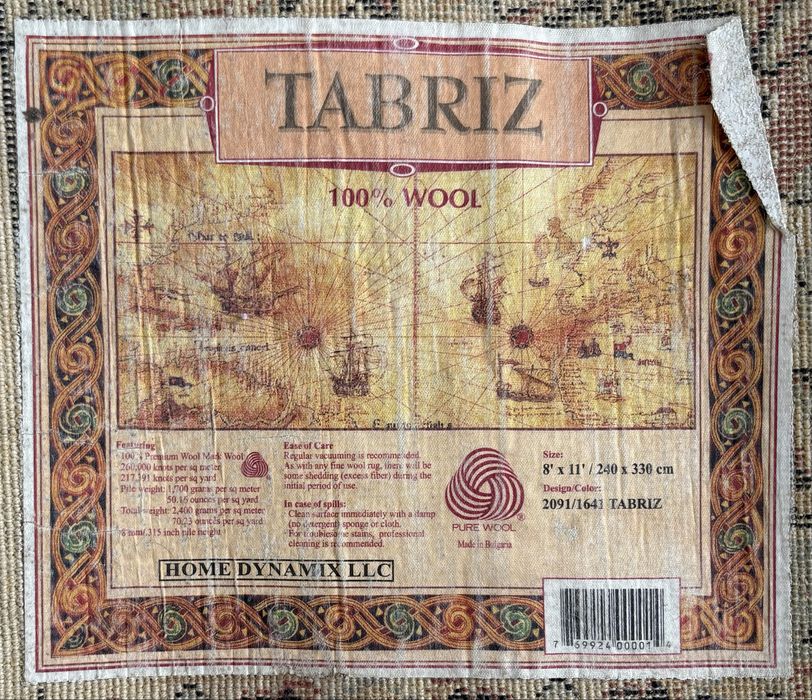 TABRIZ
100% WOOL
Featuring
100% Premium Wool Mark Wool
260,000 knots per sq meter
217,391 knots per sq yard
Pile weight: 1,700 grams per sq meter
50.16 ounces per sq yard
Total weight: 2,400 grams per sq meter
70.23 ounces per sq yard
8 mm/.315 inch pile height
Ease of Care
Regular vacuuming is recommended.
As with any fine wool rug, there will be
some shedding (excess fiber) during the
initial period of use.
In case of spills:
Clean surface immediately with a damp
(no detergent) sponge or cloth.
For troublesome stains, professional
cleaning is recommended.
PURE WOOL
®
Made in Bulgaria
Size:
8' x 11' / 240 x 330 cm
Design/Color:
2091/1641 TABRIZ
HOME DYNAMIX LLC
7 69924 00001 4